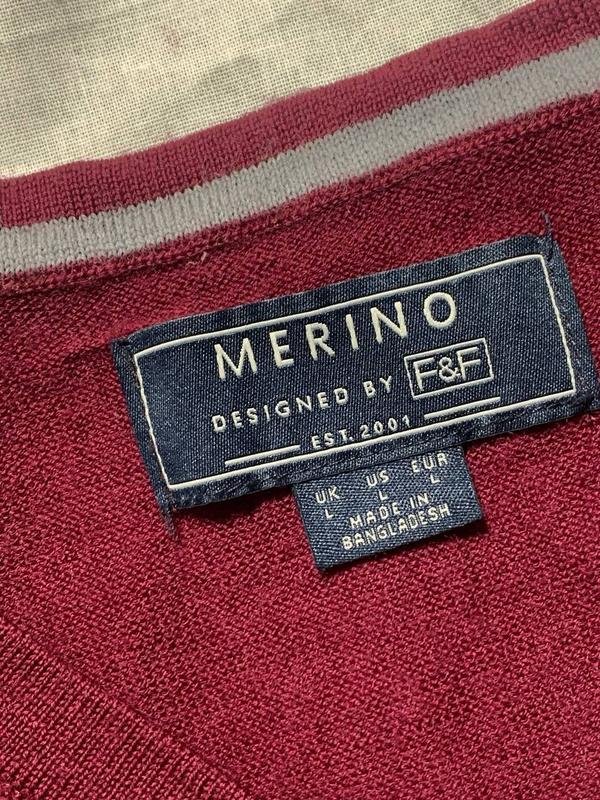 MERINO
DESIGNED BY F&F
EST. 2001
UK US EUR
L L L
MADE IN
BANGLADESH